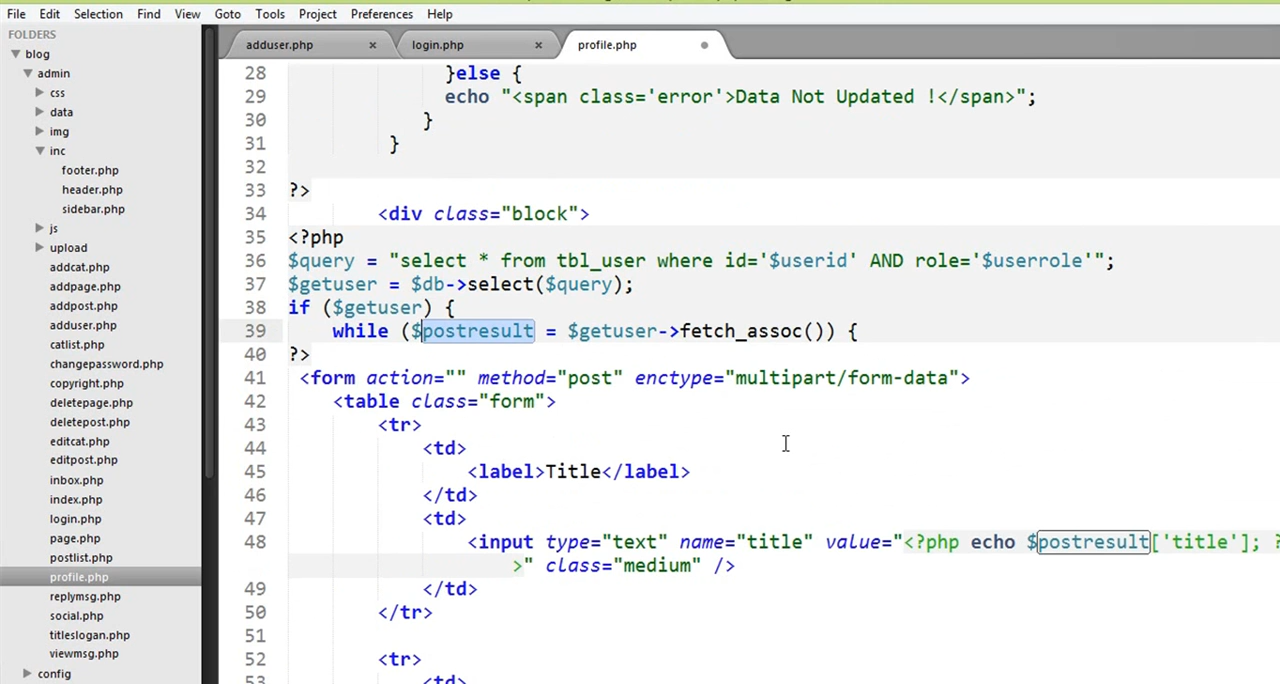 File Edit Selection Find View Goto Tools Project Preferences Help
FOLDERS
blog
admin
css
data
img
inc
footer.php
header.php
sidebar.php
js
upload
addcat.php
addpage.php
addpost.php
adduser.php
catlist.php
changepassword.php
copyright.php
deletepage.php
deletepost.php
editcat.php
editpost.php
inbox.php
index.php
login.php
page.php
postlist.php
profile.php
replymsg.php
social.php
titleslogan.php
viewmsg.php
config
adduser.php × login.php × profile.php
28 }else {
29 echo "<span class='error'>Data Not Updated !</span>";
30 }
31 }
32
33 ?>
34 <div class="block">
35 <?php
36 $query = "select * from tbl_user where id='$userid' AND role='$userrole'";
37 $getuser = $db->select($query);
38 if ($getuser) {
39 while ($postresult = $getuser->fetch_assoc()) {
40 ?>
41 <form action="" method="post" enctype="multipart/form-data">
42 <table class="form">
43 <tr>
44 <td>
45 <label>Title</label>
46 </td>
47 <td>
48 <input type="text" name="title" value="<?php echo $postresult['title']; ?
>" class="medium" />
49 </td>
50 </tr>
51
52 <tr>
53 <td>